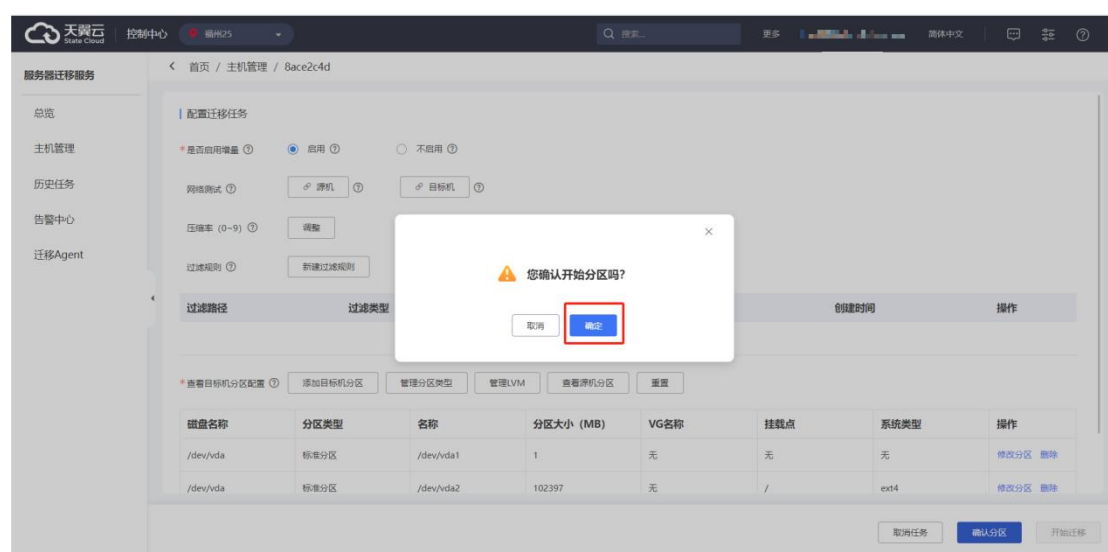 天翼云 State Cloud 控制中心 福州25 搜索... 更多 简体中文
服务器迁移服务
首页 / 主机管理 / 8ace2c4d
总览
主机管理
历史任务
告警中心
迁移Agent
配置迁移任务
*是否启用增量 启用 不启用
网络测试 源机 目标机
压缩率 (0~9) 调整
过滤规则 新建过滤规则
过滤路径 过滤类型 创建时间 操作
您确认开始分区吗?
取消 确定
*查看目标机分区配置 添加目标机分区 管理分区类型 管理LVM 查看源机分区 重置
磁盘名称 分区类型 名称 分区大小 (MB) VG名称 挂载点 系统类型 操作
/dev/vda 标准分区 /dev/vda1 1 无 无 无 修改分区 删除
/dev/vda 标准分区 /dev/vda2 102397 无 / ext4 修改分区 删除
取消任务 确认分区 开始迁移